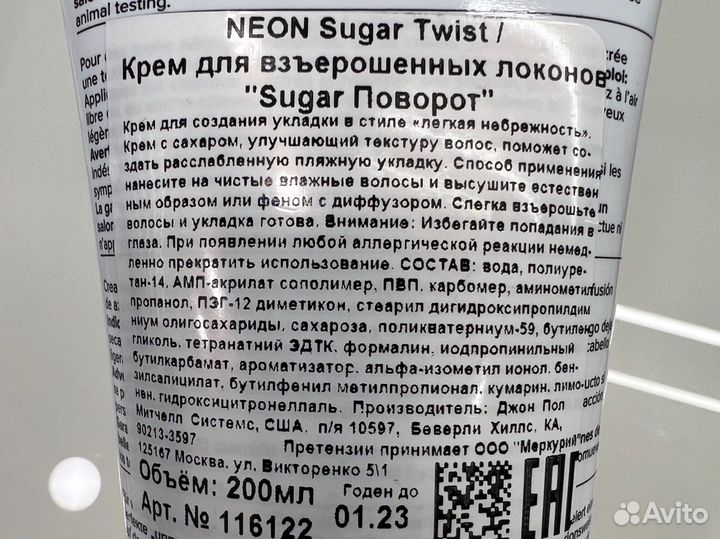 animal testing.
NEON Sugar Twist /
Крем для взъерошенных локонов
"Sugar Поворот"
Крем для создания укладки в стиле «легкая небрежность».
Крем с сахаром, улучшающий текстуру волос, поможет со-
здать расслабленную пляжную укладку. Способ применения:
нанесите на чистые влажные волосы и высушите естествен
ным образом или феном с диффузором. Слегка взъерошьте
волосы и укладка готова. Внимание: Избегайте попадания в
глаза. При появлении любой аллергической реакции немед-
ленно прекратить использование. СОСТАВ: вода, полиуре-
тан-14, АМП-акрилат сополимер, ПВП, карбомер, аминометил
пропанол, ПЭГ-12 диметикон, стеарил дигидроксипропилдим
ниум олигосахариды, сахароза, поликватерниум-59, бутилен-
гликоль, тетранатний ЭДТК, формалин, иодпропинильный
бутилкарбамат, ароматизатор, альфа-изометил ионол, бен-
зилсалицилат, бутилфенил метилпропионал, кумарин, лимо-
нен, гидроксицитронеллаль. Производитель: Джон Пол
Митчелл Системс, США, п/я 10597, Беверли Хиллс, КА,
90213-3597
Претензии принимает ООО "Меркурий"
125167 Москва, ул, Викторенко 5\1
Объём: 200мл
Годен до
Арт. № 116122
01.23
EAC
Avito